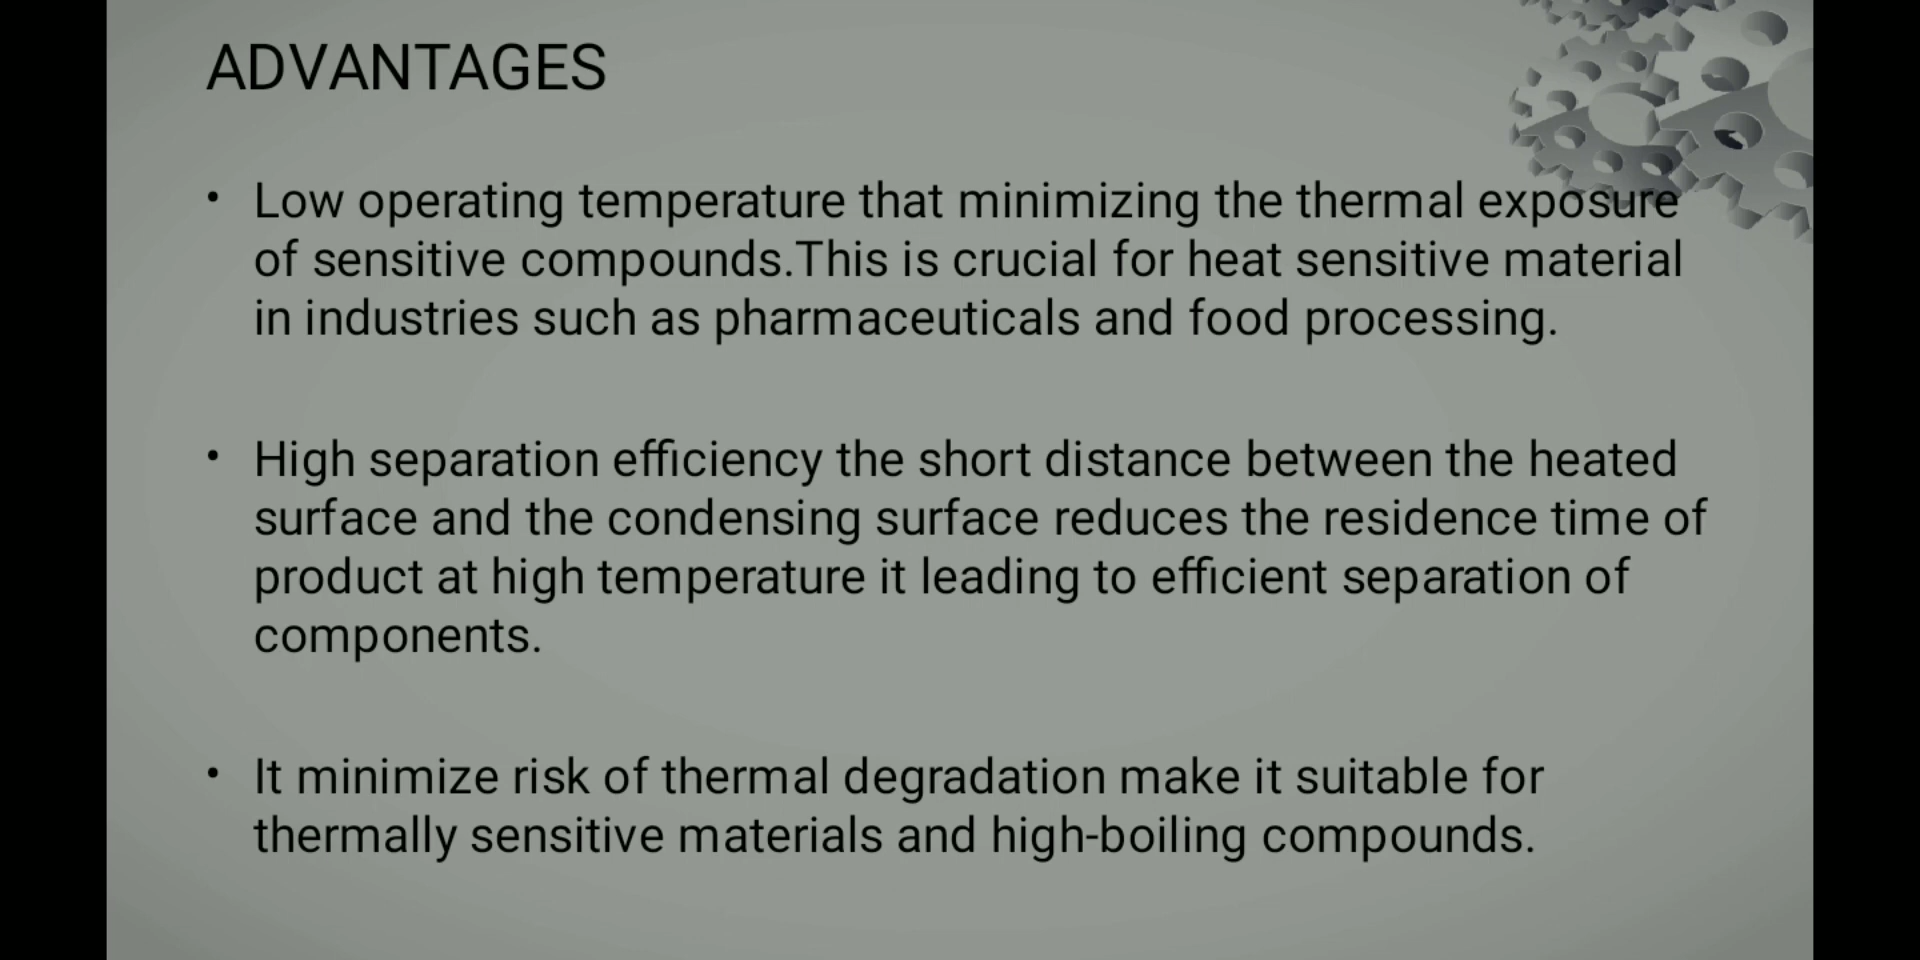 ADVANTAGES
• Low operating temperature that minimizing the thermal exposure
of sensitive compounds.This is crucial for heat sensitive material
in industries such as pharmaceuticals and food processing.
• High separation efficiency the short distance between the heated
surface and the condensing surface reduces the residence time of
product at high temperature it leading to efficient separation of
components.
• It minimize risk of thermal degradation make it suitable for
thermally sensitive materials and high-boiling compounds.